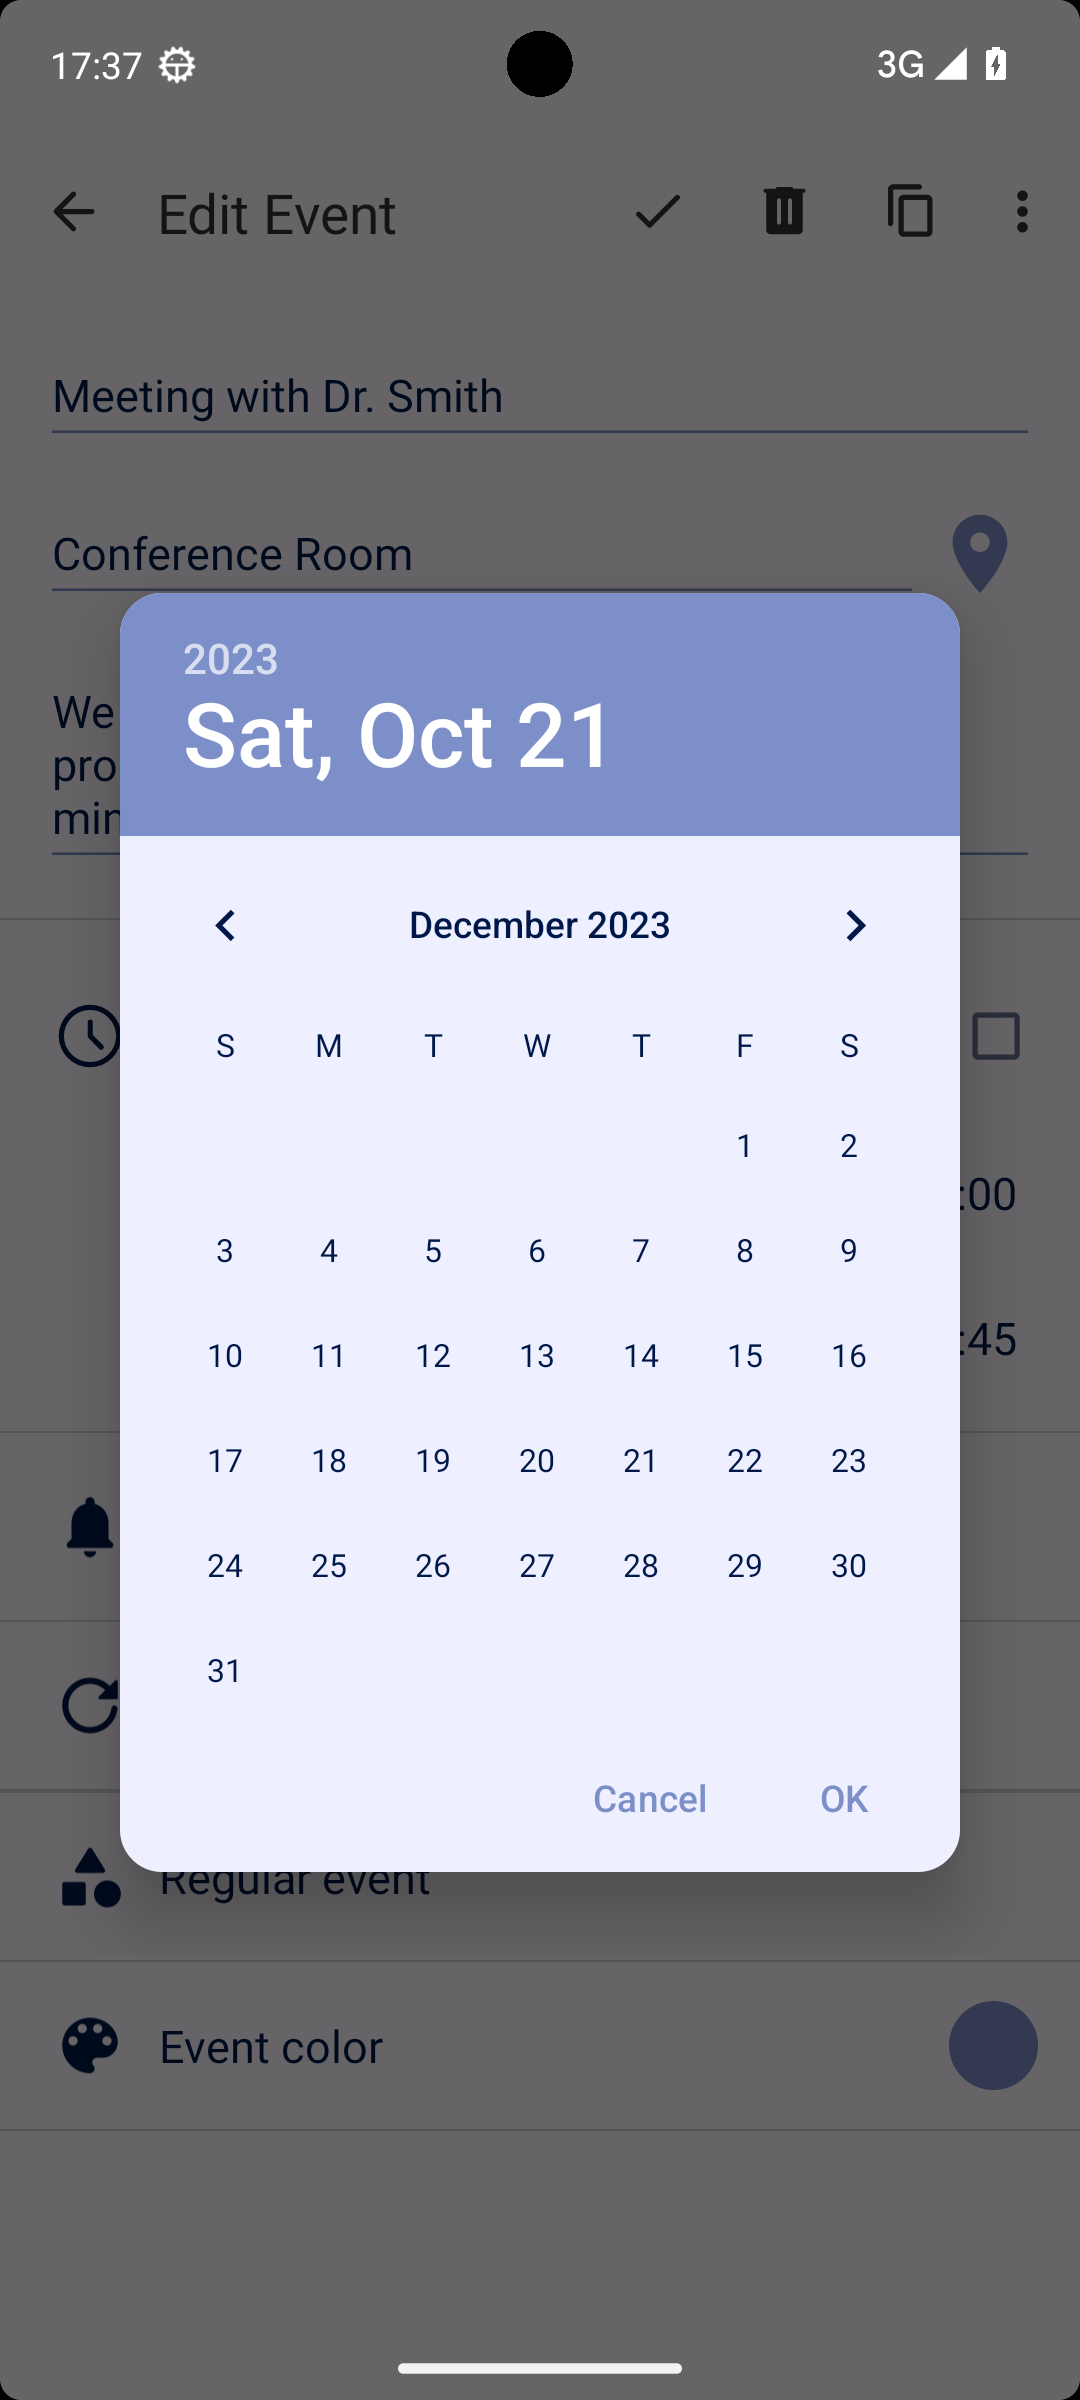 17:37
3G
Edit Event
Meeting with Dr. Smith
Conference Room
We
pro
min
2023
Sat, Oct 21
December 2023
S M T W T F S
1 2
3 4 5 6 7 8 9
10 11 12 13 14 15 16
17 18 19 20 21 22 23
24 25 26 27 28 29 30
31
:00
:45
Cancel OK
Regular event
Event color